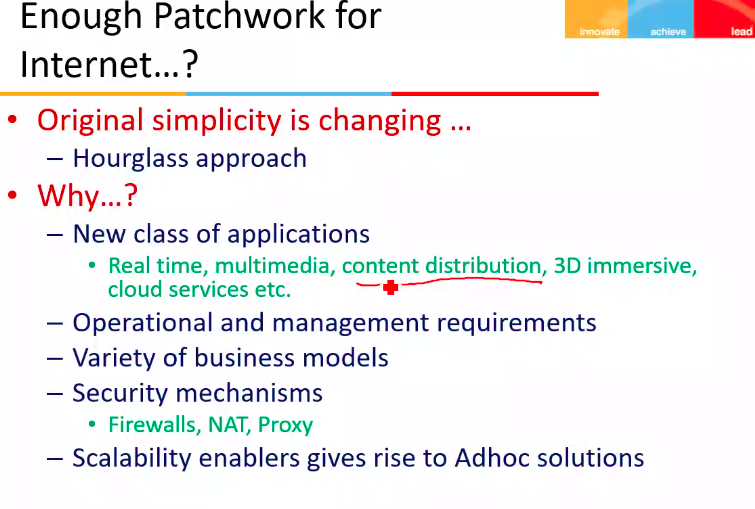 Enough Patchwork for
Internet...?
innovate achieve lead
• Original simplicity is changing ...
– Hourglass approach
• Why...?
– New class of applications
• Real time, multimedia, content distribution, 3D immersive,
cloud services etc.
– Operational and management requirements
– Variety of business models
– Security mechanisms
• Firewalls, NAT, Proxy
– Scalability enablers gives rise to Adhoc solutions